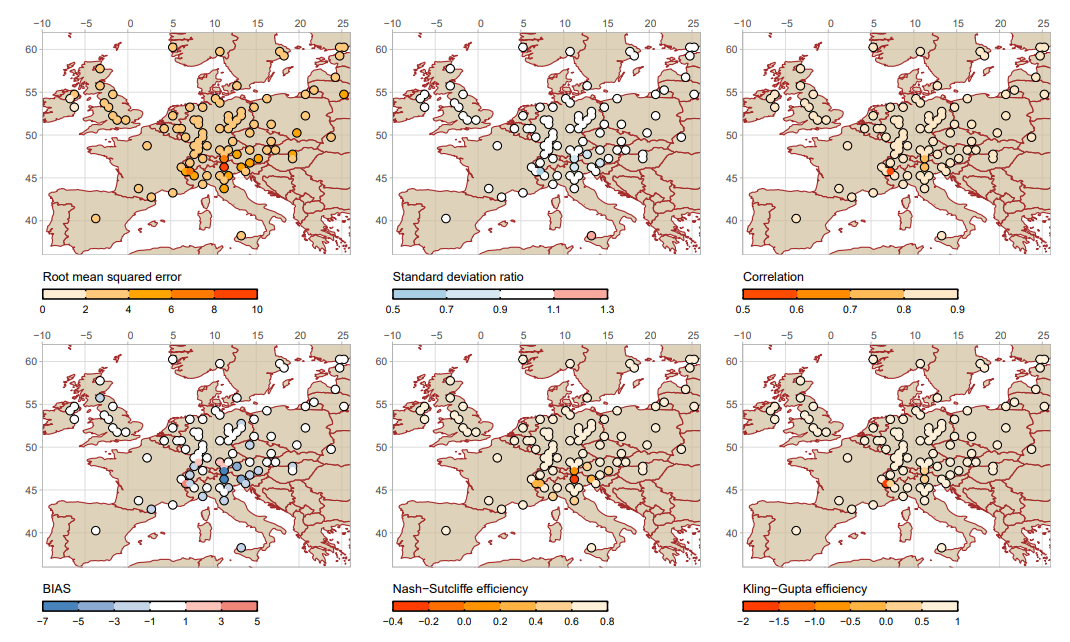 −10 −5 0 5 10 15 20 25 −10 −5 0 5 10 15 20 25 −10 −5 0 5 10 15 20 25
60 60 60
55 55 55
50 50 50
45 45 45
40 40 40
Root mean squared error Standard deviation ratio Correlation
0 2 4 6 8 10 0.5 0.7 0.9 1.1 1.3 0.5 0.6 0.7 0.8 0.9
−10 −5 0 5 10 15 20 25 −10 −5 0 5 10 15 20 25 −10 −5 0 5 10 15 20 25
60 60 60
55 55 55
50 50 50
45 45 45
40 40 40
BIAS Nash−Sutcliffe efficiency Kling−Gupta efficiency
−7 −5 −3 −1 1 3 5 −0.4 −0.2 0.0 0.2 0.4 0.6 0.8 −2 −1.5 −1.0 −0.5 0 0.5 1